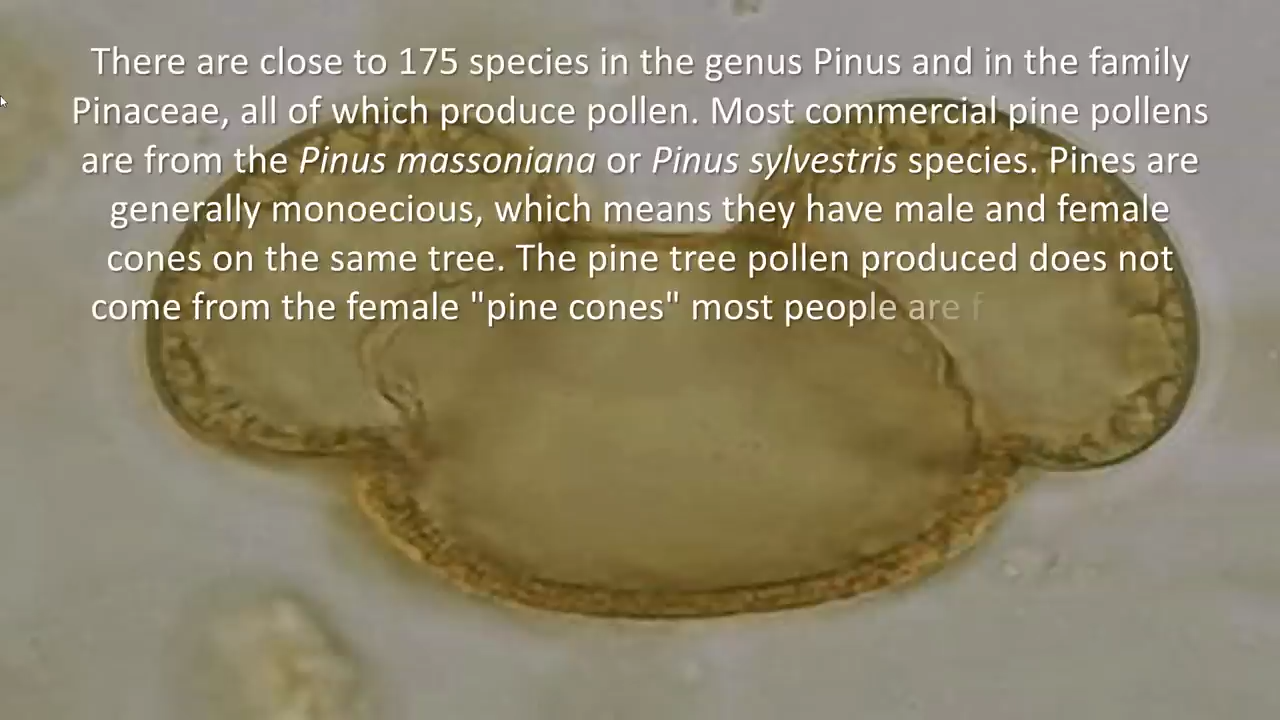 There are close to 175 species in the genus Pinus and in the family
Pinaceae, all of which produce pollen. Most commercial pine pollens
are from the Pinus massoniana or Pinus sylvestris species. Pines are
generally monoecious, which means they have male and female
cones on the same tree. The pine tree pollen produced does not
come from the female "pine cones" most people are f